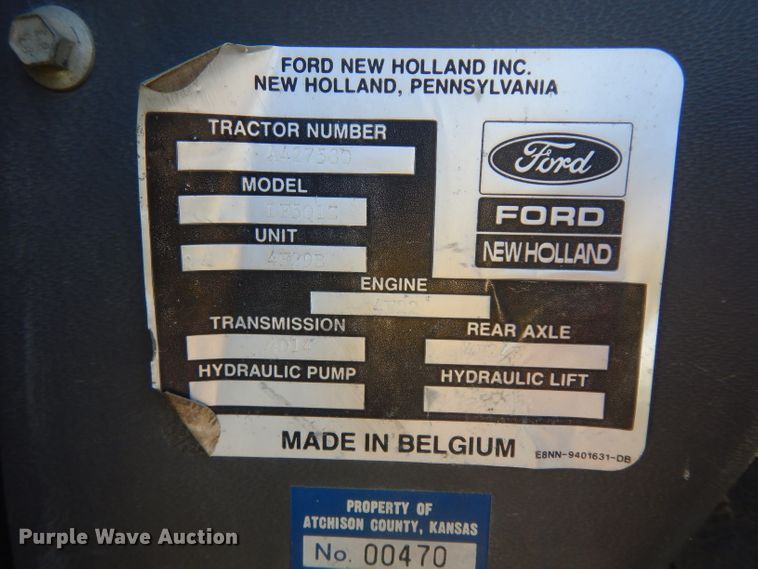 FORD NEW HOLLAND INC.
NEW HOLLAND, PENNSYLVANIA
TRACTOR NUMBER
MODEL
UNIT
Ford
FORD
NEW HOLLAND
ENGINE
TRANSMISSION
REAR AXLE
HYDRAULIC PUMP
HYDRAULIC LIFT
MADE IN BELGIUM
E8NN-9401631-DB
PROPERTY OF
ATCHISON COUNTY, KANSAS
No. 00470
Purple Wave Auction